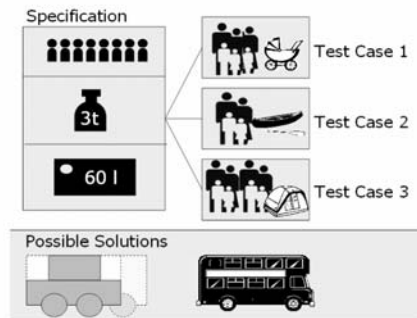 Specification
Test Case 1
3t
Test Case 2
60 l
Test Case 3
Possible Solutions